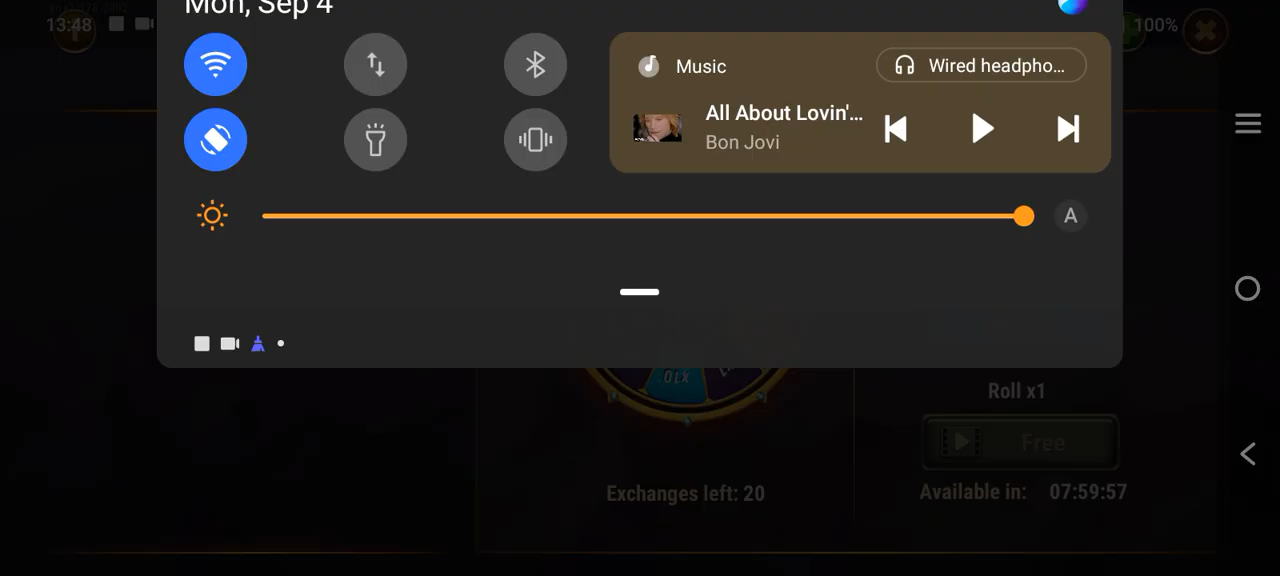 Mon, Sep 4
13:48
100%
Music
Wired headpho...
All About Lovin'...
Bon Jovi
A
Roll x1
Free
Exchanges left: 20
Available in: 07:59:57